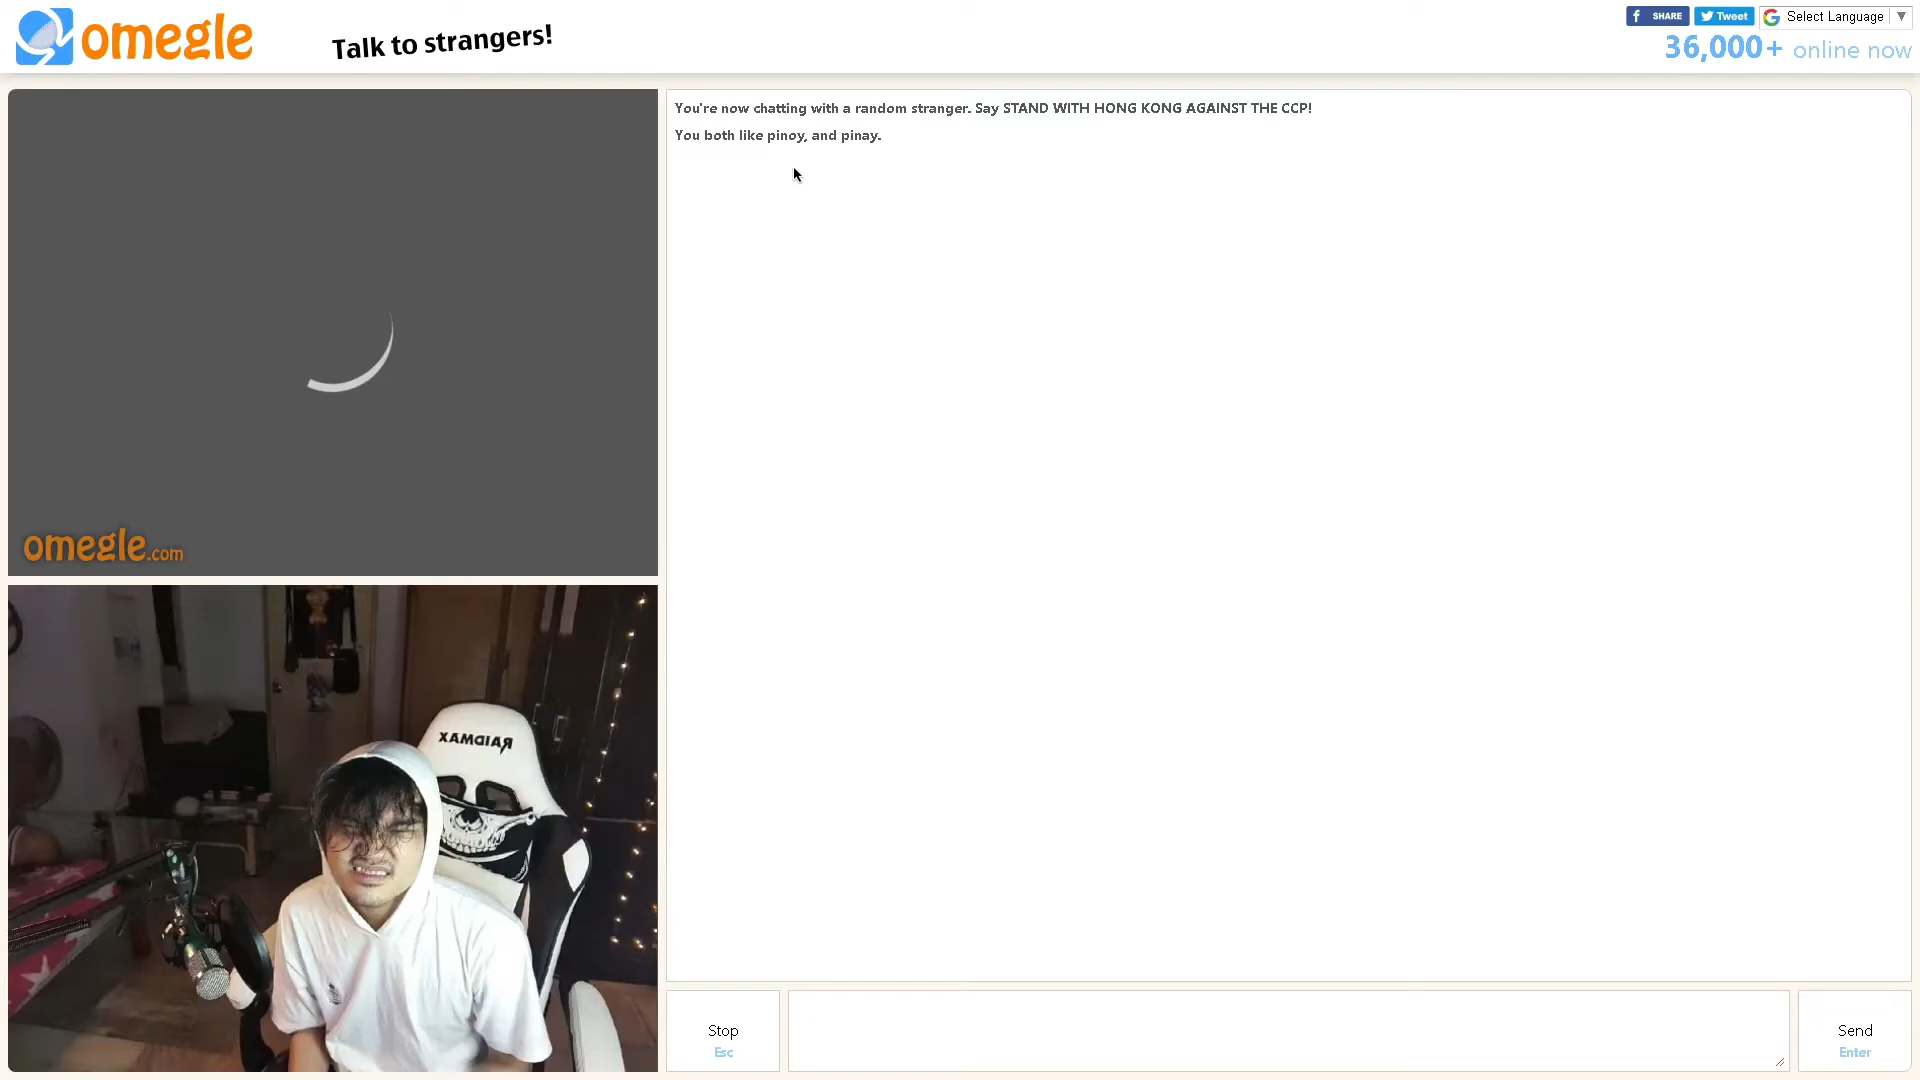 omegle
Talk to strangers!
SHARE
Tweet
Select Language
36,000+ online now
You're now chatting with a random stranger. Say STAND WITH HONG KONG AGAINST THE CCP!
You both like pinoy, and pinay.
omegle.com
RAIDMAX
Stop
Esc
Send
Enter